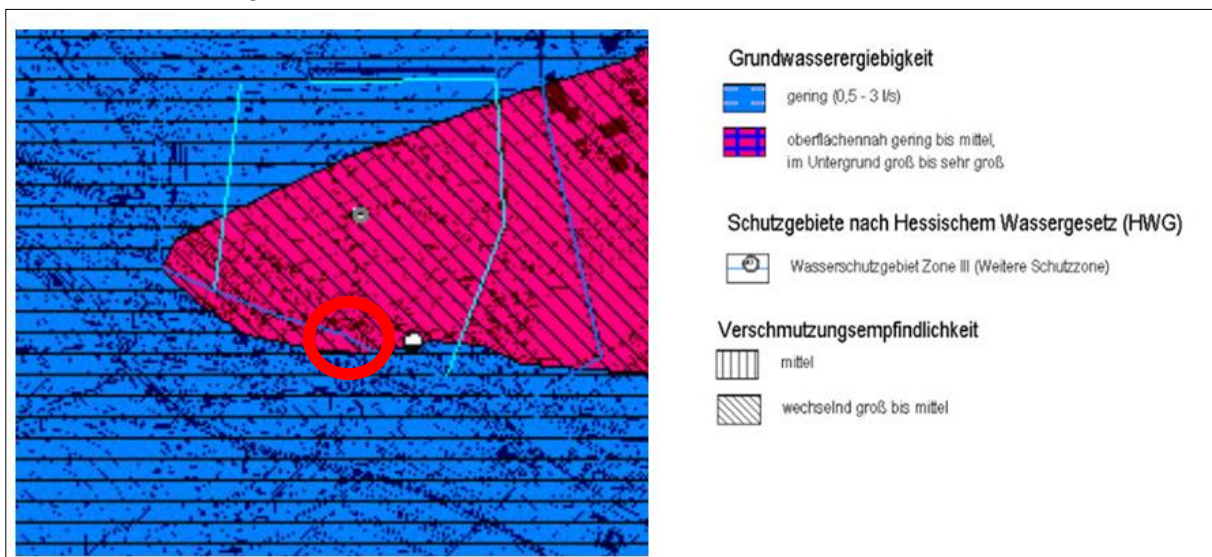 Grundwasserergiebigkeit
gering (0,5 - 3 l/s)
oberflächennah gering bis mittel,
im Untergrund groß bis sehr groß
Schutzgebiete nach Hessischem Wassergesetz (HWG)
Wasserschutzgebiet Zone III (Weitere Schutzzone)
Verschmutzungsempfindlichkeit
mittel
wechselnd groß bis mittel